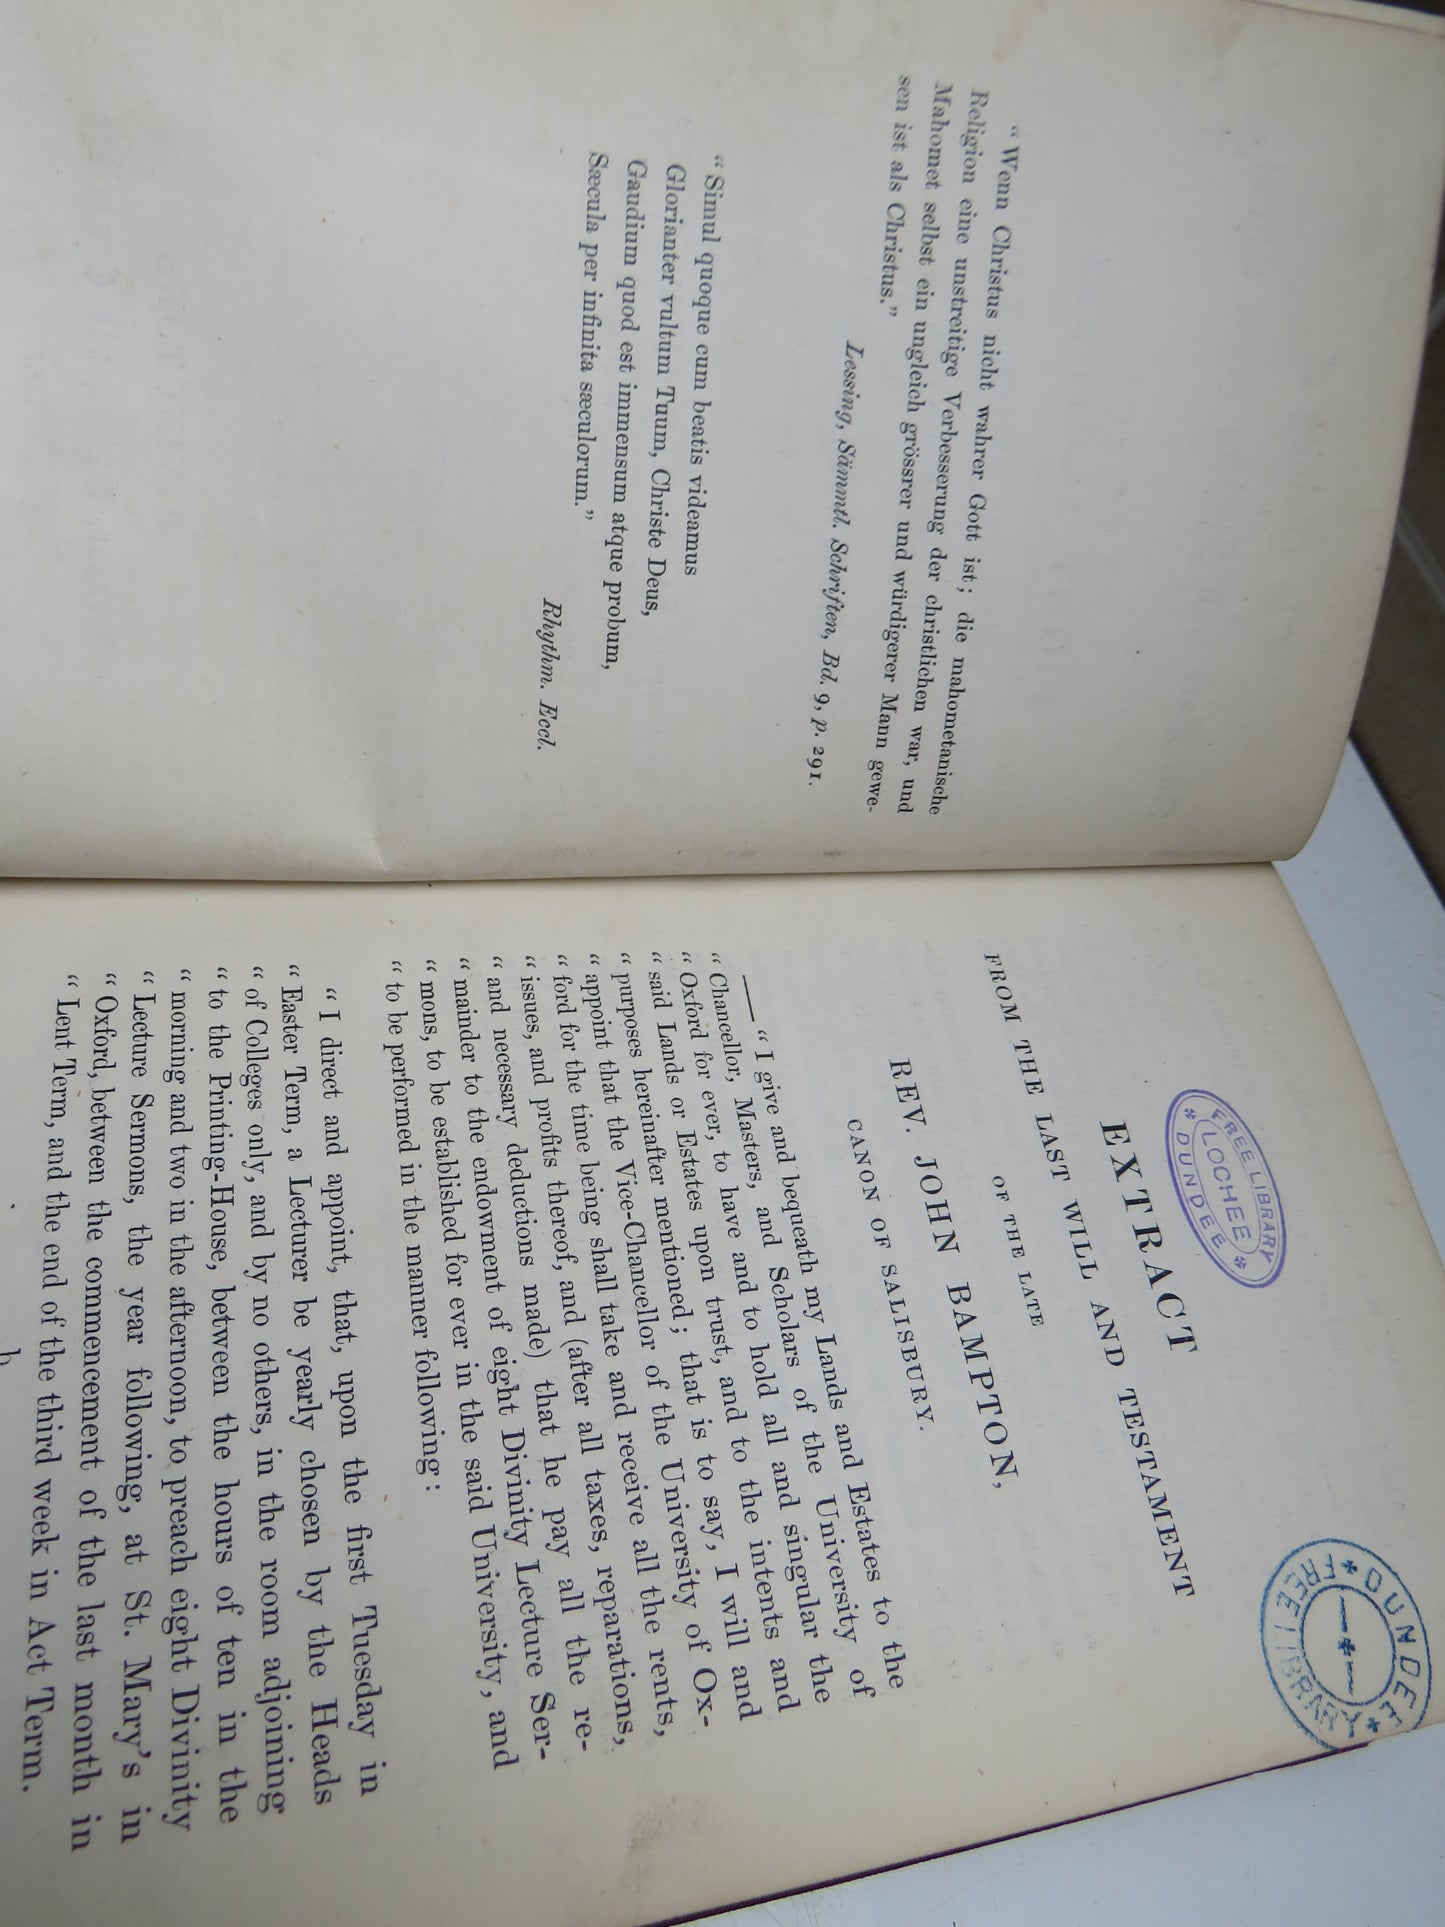 “Wenn Christus nicht wahrer Gott ist; die mahometanische
Religion eine unstreitige Verbesserung der christlichen war, und
Mahomet selbst ein ungleich grössrer und würdigerer Mann gewe-
sen ist als Christus.”
Lessing, Sämmtl. Schriften, Bd. 9, p. 291.
“Simul quoque cum beatis videamus
Glorianter vultum Tuum, Christe Deus,
Gaudium quod est immensum atque probum,
Sæcula per infinita sæculorum.”
Rhythm. Eccl.
FREE LIBRARY
LOCHEE
* DUNDEE *
DUNDEE
* FREE LIBRARY *
EXTRACT
FROM THE LAST WILL AND TESTAMENT
OF THE LATE
REV. JOHN BAMPTON,
CANON OF SALISBURY.
“I give and bequeath my Lands and Estates to the
“Chancellor, Masters, and Scholars of the University of
“Oxford for ever, to have and to hold all and singular the
“said Lands or Estates upon trust, and to the intents and
“purposes hereinafter mentioned; that is to say, I will and
“appoint that the Vice-Chancellor of the University of Ox-
“ford for the time being shall take and receive all the rents,
“issues, and profits thereof, and (after all taxes, reparations,
“and necessary deductions made) that he pay all the re-
“mainder to the endowment of eight Divinity Lecture Ser-
“mons, to be established for ever in the said University, and
“to be performed in the manner following:
“I direct and appoint, that, upon the first Tuesday in
“Easter Term, a Lecturer be yearly chosen by the Heads
“of Colleges only, and by no others, in the room adjoining
“to the Printing-House, between the hours of ten in the
“morning and two in the afternoon, to preach eight Divinity
“Lecture Sermons, the year following, at St. Mary’s in
“Oxford, between the commencement of the last month in
“Lent Term, and the end of the third week in Act Term.
b